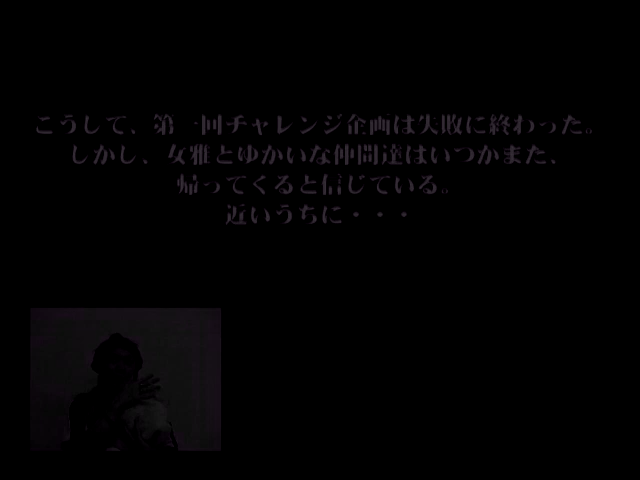 こうして、第一回チャレンジ企画は失敗に終わった。
しかし、女雅とゆかいな仲間達はいつかまた、
帰ってくると信じている。
近いうちに・・・